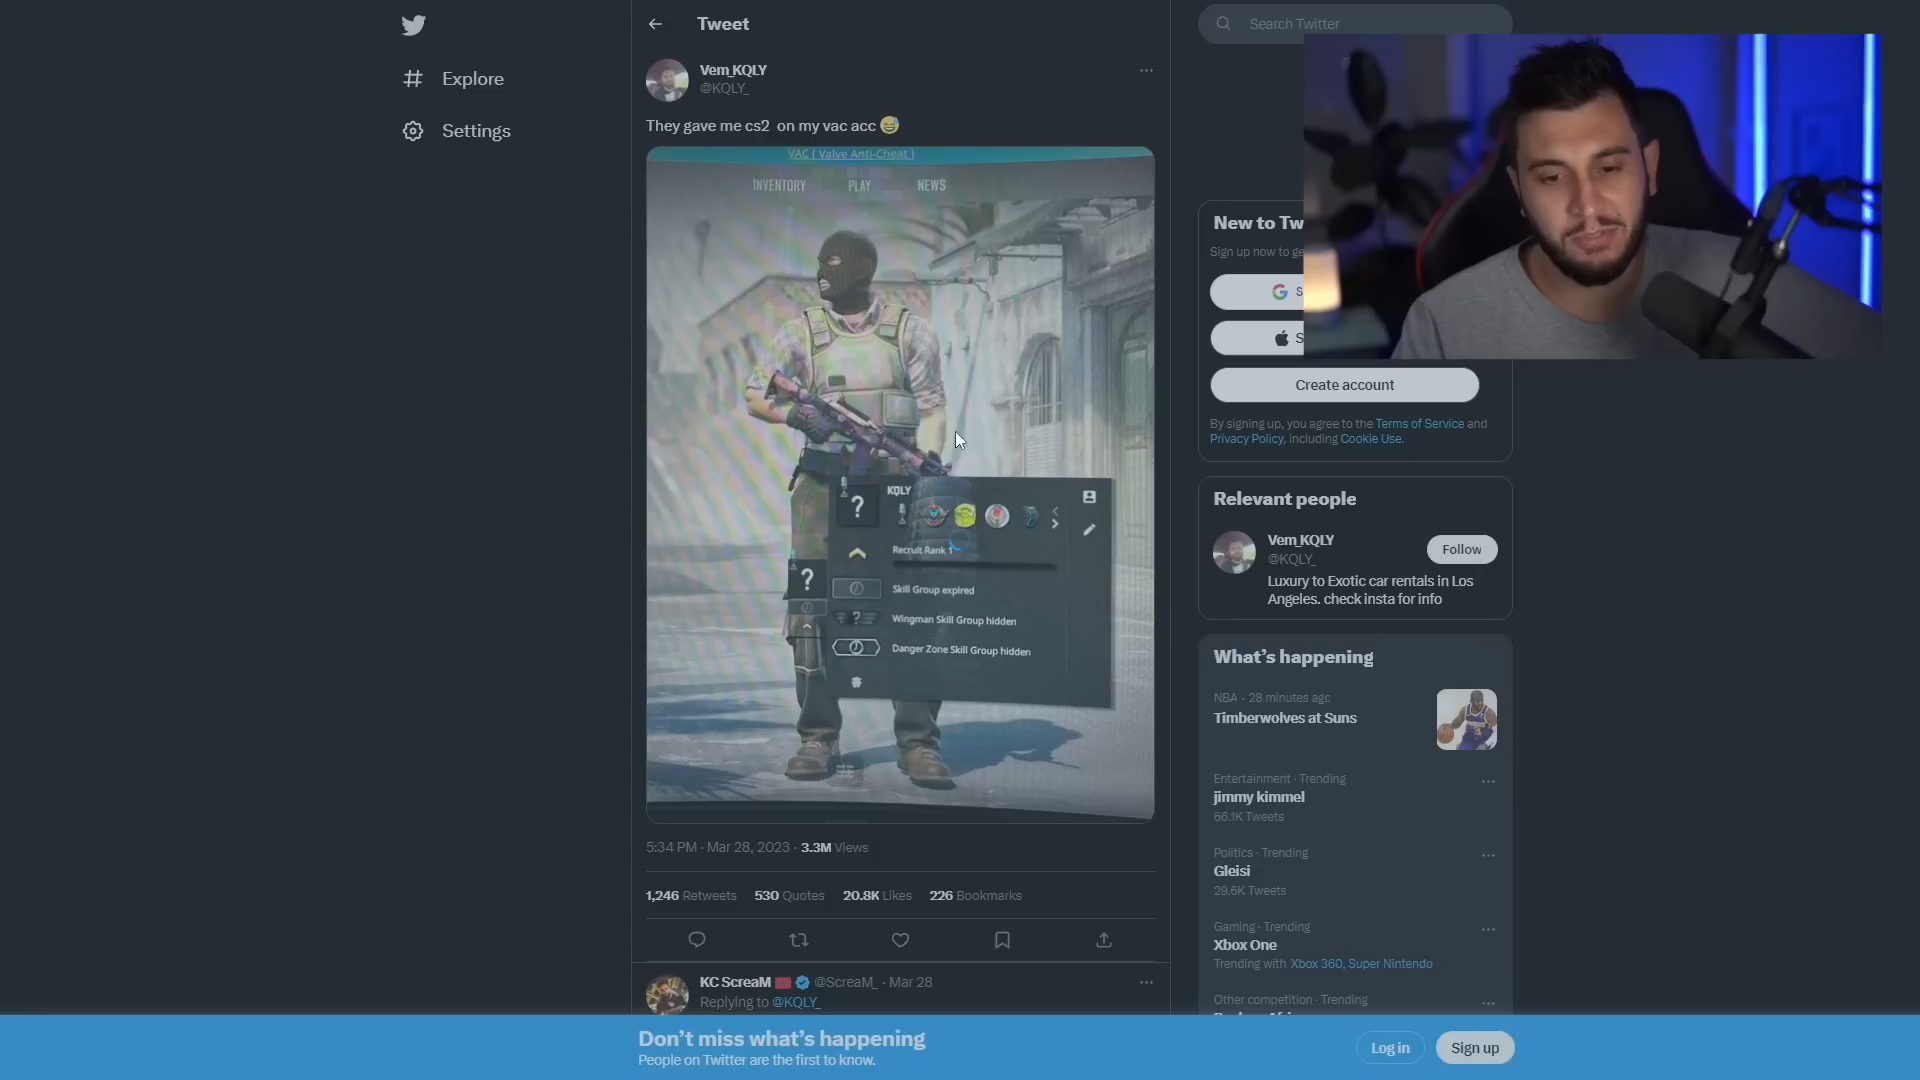 Tweet
Search Twitter
Explore
Settings
Vem_KQLY
@KQLY_
They gave me cs2 on my vac acc
VAC ( Valve Anti-Cheat )
INVENTORY PLAY NEWS
KQLY
Recruit Rank 1
Skill Group expired
Wingman Skill Group hidden
Danger Zone Skill Group hidden
5:34 PM · Mar 28, 2023 · 3.3M Views
1,246 Retweets 530 Quotes 20.8K Likes 226 Bookmarks
KC ScreaM @ScreaM_ · Mar 28
Replying to @KQLY_
New to Tw
Sign up now to ge
S
S
Create account
By signing up, you agree to the Terms of Service and
Privacy Policy, including Cookie Use.
Relevant people
Vem_KQLY
@KQLY_
Follow
Luxury to Exotic car rentals in Los
Angeles. check insta for info
What's happening
NBA · 28 minutes ago
Timberwolves at Suns
Entertainment · Trending
jimmy kimmel
66.1K Tweets
Politics · Trending
Gleisi
29.6K Tweets
Gaming · Trending
Xbox One
Trending with Xbox 360, Super Nintendo
Other competition · Trending
Don't miss what's happening
People on Twitter are the first to know.
Log in
Sign up